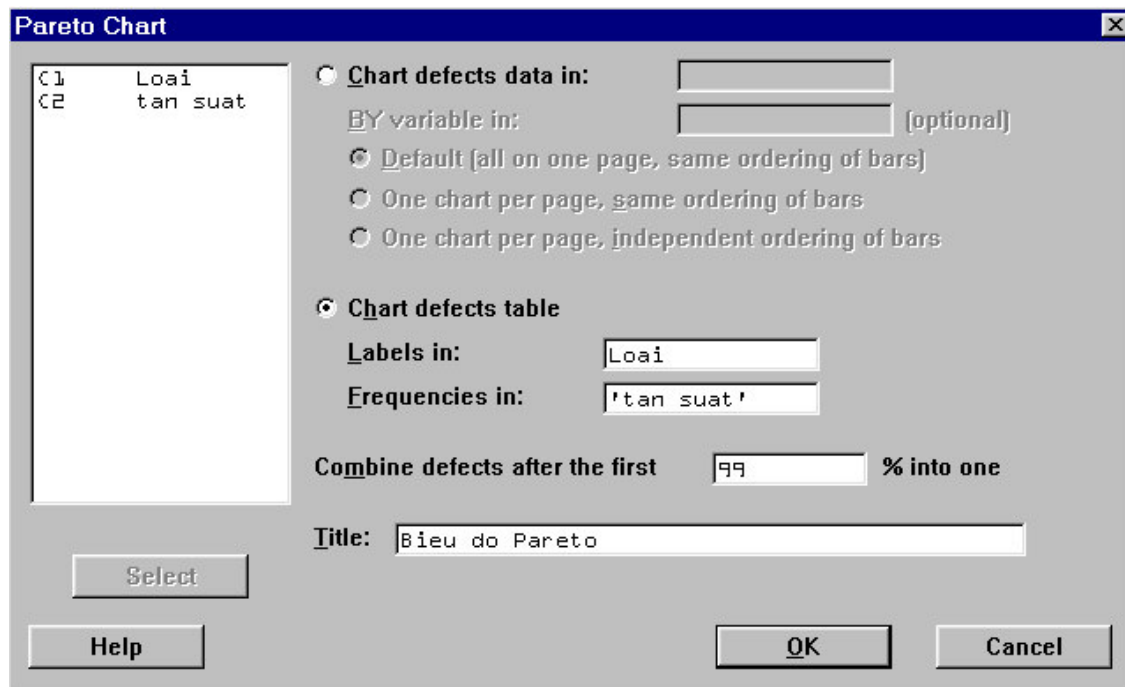 Pareto Chart
C1 Loai
C2 tan suat
Chart defects data in:
BY variable in: (optional)
Default (all on one page, same ordering of bars)
One chart per page, same ordering of bars
One chart per page, independent ordering of bars
Chart defects table
Labels in: Loai
Frequencies in: 'tan suat'
Combine defects after the first 99 % into one
Title: Bieu do Pareto
Select
Help OK Cancel